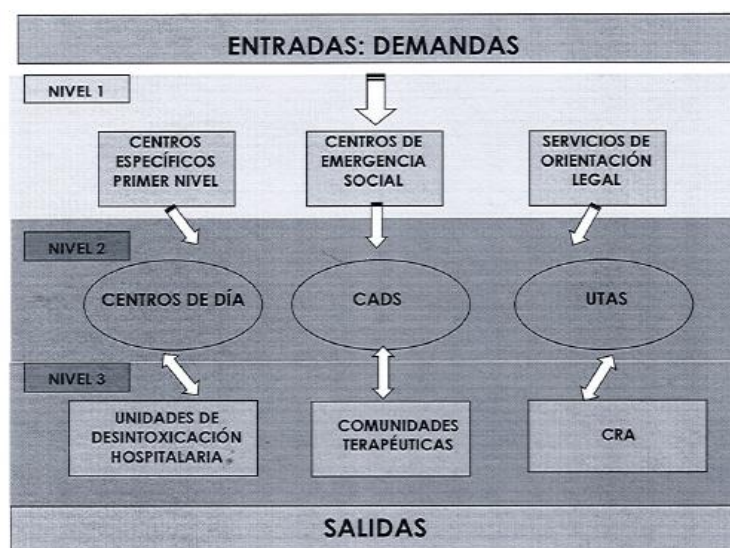 ENTRADAS: DEMANDAS
NIVEL 1
CENTROS
ESPECÍFICOS
PRIMER NIVEL
CENTROS DE
EMERGENCIA
SOCIAL
SERVICIOS DE
ORIENTACIÓN
LEGAL
NIVEL 2
CENTROS DE DÍA
CADS
UTAS
NIVEL 3
UNIDADES DE
DESINTOXICACIÓN
HOSPITALARIA
COMUNIDADES
TERAPÉUTICAS
CRA
SALIDAS